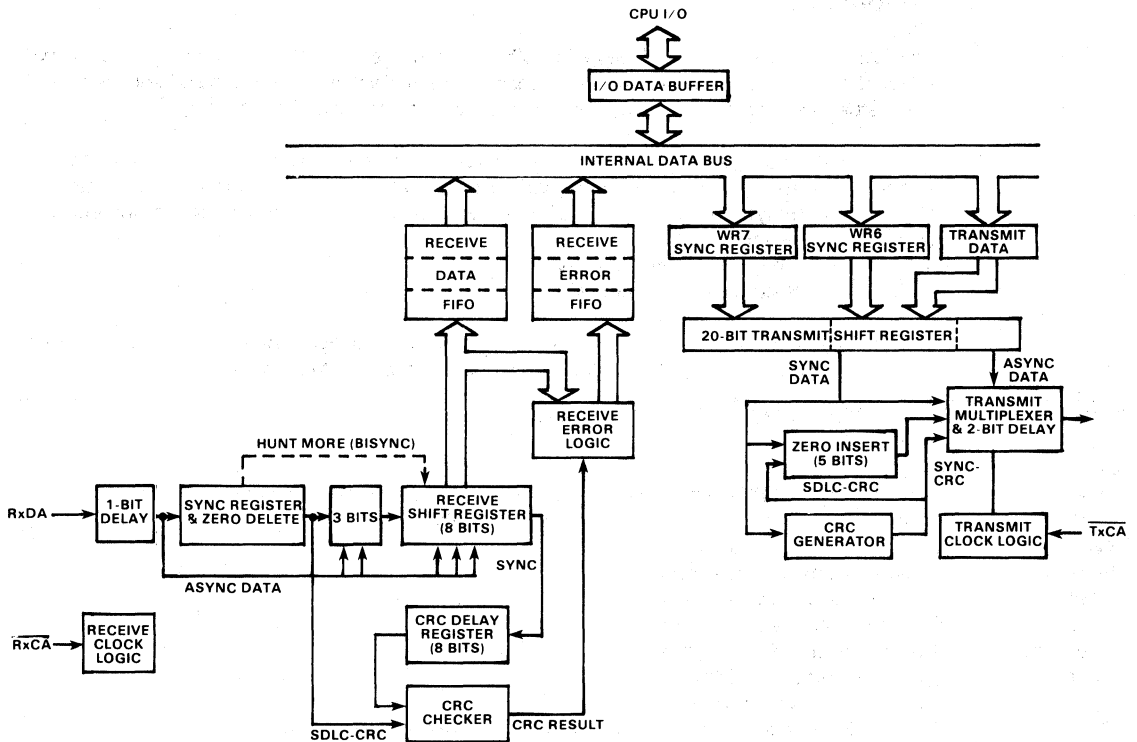 CPU I/O
I/O DATA BUFFER
INTERNAL DATA BUS
RECEIVE
DATA
FIFO
RECEIVE
ERROR
FIFO
WR7
SYNC REGISTER
WR6
SYNC REGISTER
TRANSMIT
DATA
20-BIT TRANSMIT SHIFT REGISTER
SYNC
DATA
ASYNC
DATA
RECEIVE
ERROR
LOGIC
TRANSMIT
MULTIPLEXER
& 2-BIT DELAY
ZERO INSERT
(5 BITS)
SDLC-CRC
SYNC-
CRC
CRC
GENERATOR
TRANSMIT
CLOCK LOGIC
TxCA
HUNT MORE (BISYNC)
RxDA
1-BIT
DELAY
SYNC REGISTER
& ZERO DELETE
3 BITS
RECEIVE
SHIFT REGISTER
(8 BITS)
ASYNC DATA
SYNC
RxCA
RECEIVE
CLOCK
LOGIC
CRC DELAY
REGISTER
(8 BITS)
CRC
CHECKER
SDLC-CRC
CRC RESULT